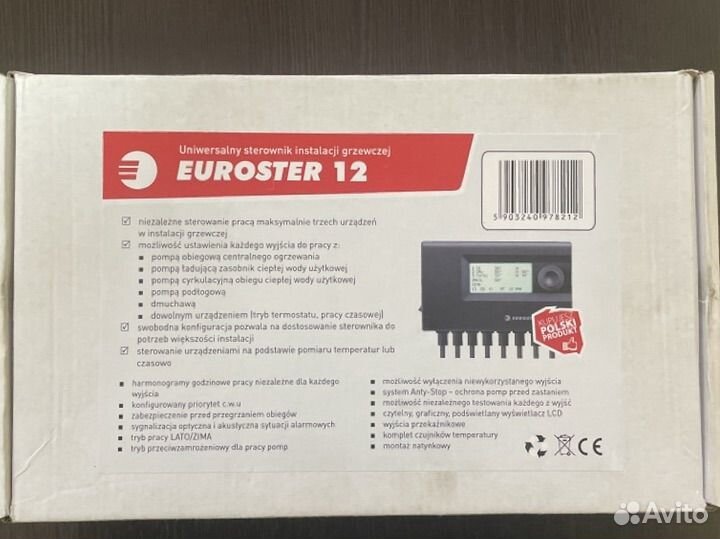 Uniwersalny sterownik instalacji grzewczej
EUROSTER 12
5 903240 978212
niezależne sterowanie pracą maksymalnie trzech urządzeń
w instalacji grzewczej
możliwość ustawienia każdego wyjścia do pracy z:
pompą obiegową centralnego ogrzewania
pompą ładującą zasobnik ciepłej wody użytkowej
pompą cyrkulacyjną obiegu ciepłej wody użytkowej
pompą podłogową
dmuchawą
dowolnym urządzeniem (tryb termostatu, pracy czasowej)
swobodna konfiguracja pozwala na dostosowanie sterownika do
potrzeb większości instalacji
sterowanie urządzeniami na podstawie pomiaru temperatur lub
czasowo
EUROSTER
KUPUJESZ
POLSKI
PRODUKT
harmonogramy godzinowe pracy niezależne dla każdego
wyjścia
konfigurowany priorytet c.w.u
zabezpieczenie przed przegrzaniem obiegów
sygnalizacja optyczna i akustyczna sytuacji alarmowych
tryb pracy LATO/ZIMA
tryb przeciwzamrożeniowy dla pracy pomp
możliwość wyłączenia niewykorzystanego wyjścia
system Anty-Stop – ochrona pomp przed zastaniem
możliwość niezależnego testowania każdego z wyjść
czytelny, graficzny, podświetlany wyświetlacz LCD
wyjścia przekaźnikowe
komplet czujników temperatury
montaż natynkowy
CE
Avito